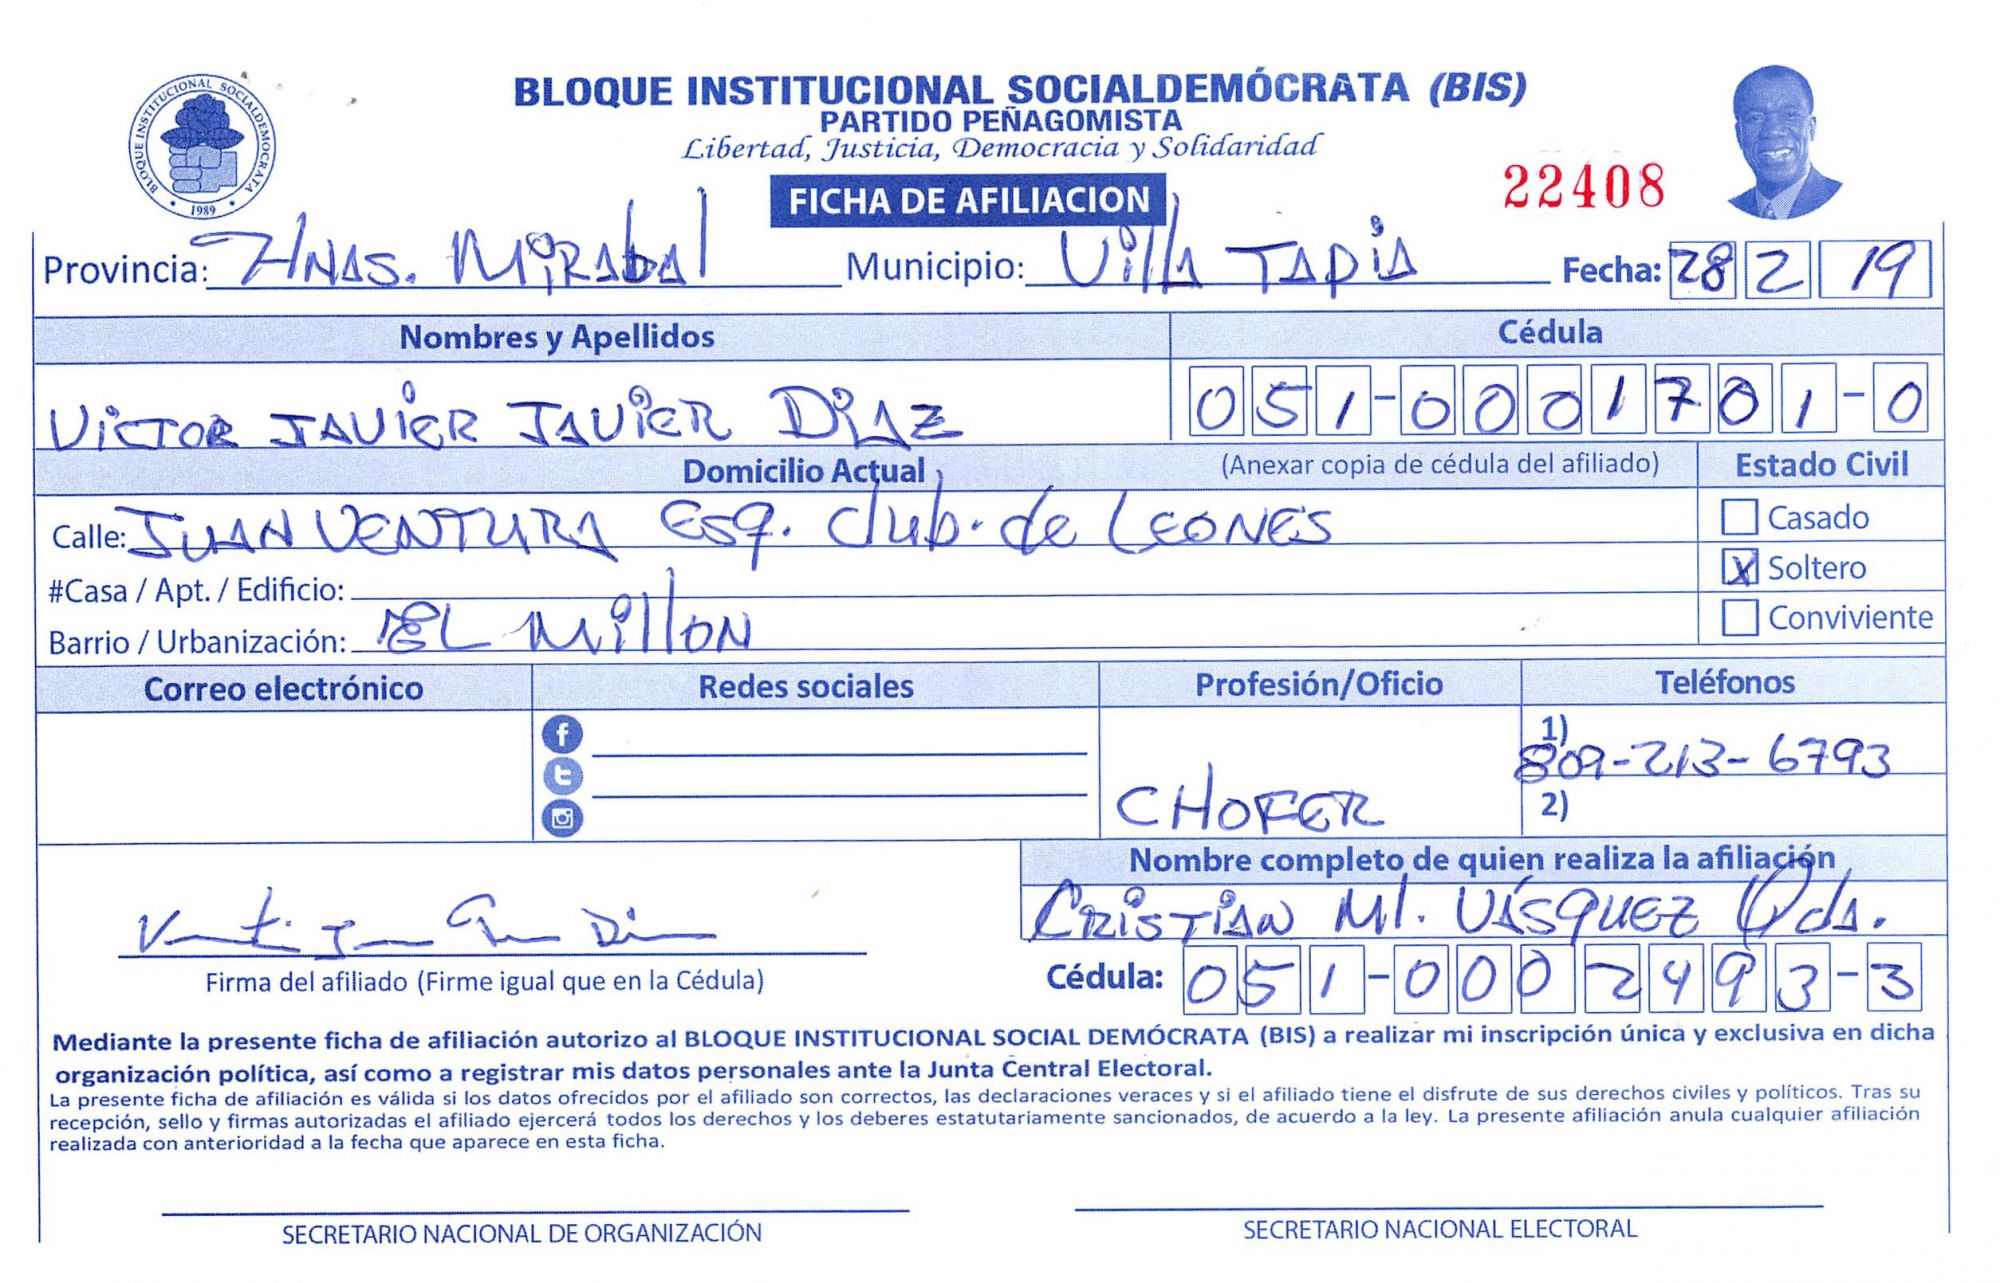 BLOQUE INSTITUCIONAL SOCIALDEMOCRATA
1989
BLOQUE INSTITUCIONAL SOCIALDEMÓCRATA (BIS)
PARTIDO PEÑAGOMISTA
Libertad, Justicia, Democracia y Solidaridad
FICHA DE AFILIACION
22408
Provincia: Hnas. Mirabal Municipio: Villa Tapia Fecha: 28 2 19
Nombres y Apellidos Cédula
Victor Javier Javier Diaz 051-0001701-0
Domicilio Actual (Anexar copia de cédula del afiliado) Estado Civil
Calle: Juan Ventura Esq. Club de Leones
Casado
#Casa / Apt. / Edificio:
X Soltero
Barrio / Urbanización: El Millon
Conviviente
Correo electrónico Redes sociales Profesión/Oficio Teléfonos
1) 809-213-6793
CHOFER
2)
Nombre completo de quien realiza la afiliación
Cristian Ml. Vásquez
Firma del afiliado (Firme igual que en la Cédula)
Cédula: 051-0002493-3
Mediante la presente ficha de afiliación autorizo al BLOQUE INSTITUCIONAL SOCIAL DEMÓCRATA (BIS) a realizar mi inscripción única y exclusiva en dicha
organización política, así como a registrar mis datos personales ante la Junta Central Electoral.
La presente ficha de afiliación es válida si los datos ofrecidos por el afiliado son correctos, las declaraciones veraces y si el afiliado tiene el disfrute de sus derechos civiles y políticos. Tras su
recepción, sello y firmas autorizadas el afiliado ejercerá todos los derechos y los deberes estatutariamente sancionados, de acuerdo a la ley. La presente afiliación anula cualquier afiliación
realizada con anterioridad a la fecha que aparece en esta ficha.
SECRETARIO NACIONAL DE ORGANIZACIÓN SECRETARIO NACIONAL ELECTORAL